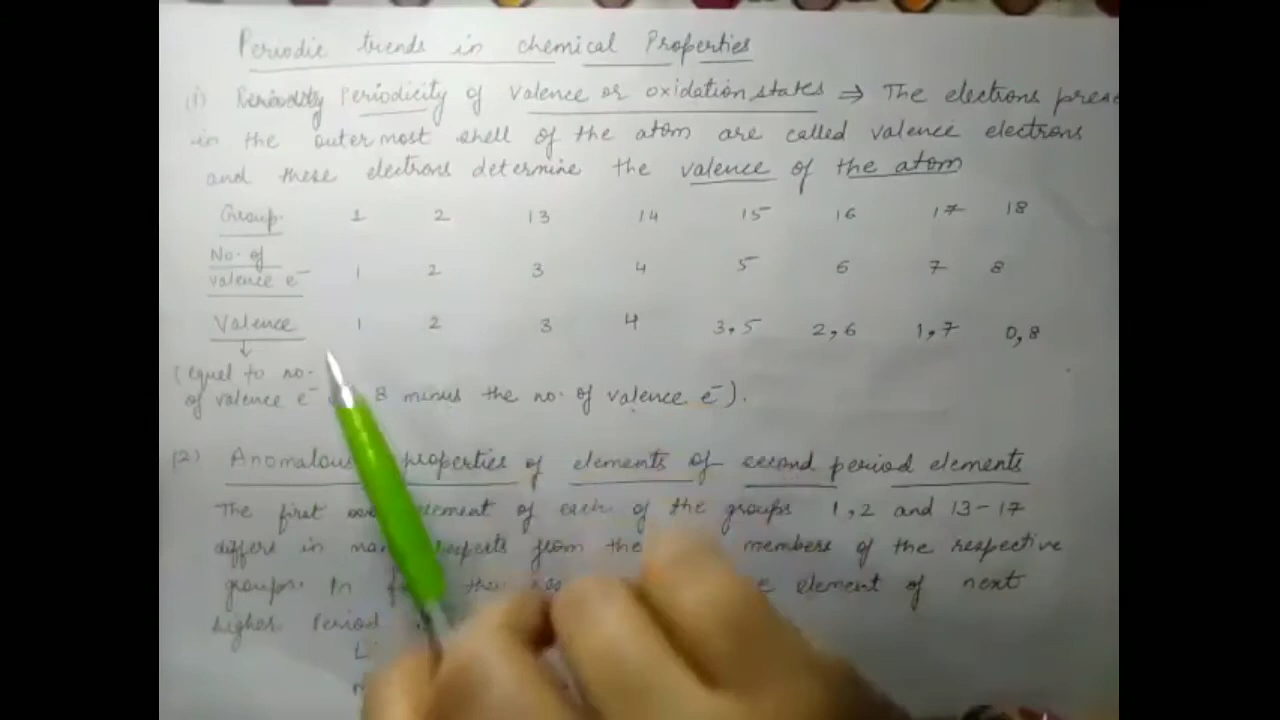 Periodic trends in chemical Properties
(1) Periodicity of valence or oxidation states ⇒ The electrons prese
in the outermost shell of the atom are called valence electrons
and these electrons determine the valence of the atom
Group. 1 2 13 14 15 16 17 18
No. of
valence e⁻ 1 2 3 4 5 6 7 8
Valence 1 2 3 4 3,5 2,6 1,7 0,8
↓
(equal to no.
of valence e⁻ 8 minus the no. of valence e⁻).
(2) Anomalous properties of elements of second period elements
The first element of each of the groups 1,2 and 13-17
differs in from the members of the respective
groups. In element of next
higher Period